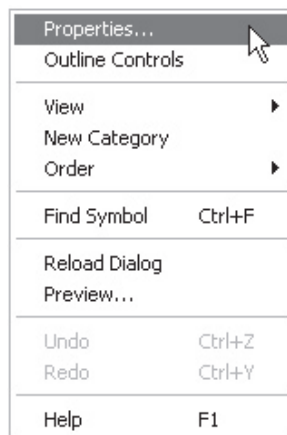 Properties...
Outline Controls
View
New Category
Order
Find Symbol Ctrl+F
Reload Dialog
Preview...
Undo Ctrl+Z
Redo Ctrl+Y
Help F1